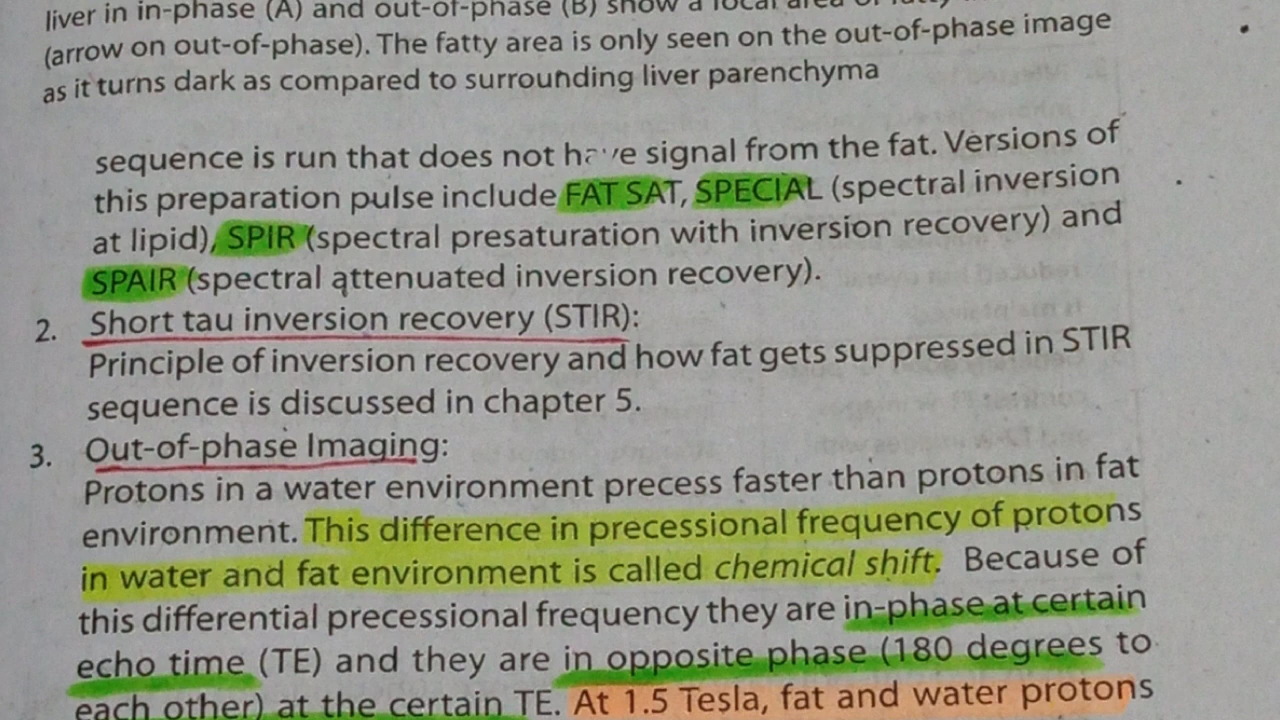 liver in in-phase (A) and out-of-phase (B) show a local area of
(arrow on out-of-phase). The fatty area is only seen on the out-of-phase image
as it turns dark as compared to surrounding liver parenchyma
sequence is run that does not have signal from the fat. Versions of
this preparation pulse include FAT SAT, SPECIAL (spectral inversion
at lipid), SPIR (spectral presaturation with inversion recovery) and
SPAIR (spectral attenuated inversion recovery).
2. Short tau inversion recovery (STIR):
Principle of inversion recovery and how fat gets suppressed in STIR
sequence is discussed in chapter 5.
3. Out-of-phase Imaging:
Protons in a water environment precess faster than protons in fat
environment. This difference in precessional frequency of protons
in water and fat environment is called chemical shift. Because of
this differential precessional frequency they are in-phase at certain
echo time (TE) and they are in opposite phase (180 degrees to
each other) at the certain TE. At 1.5 Tesla, fat and water protons